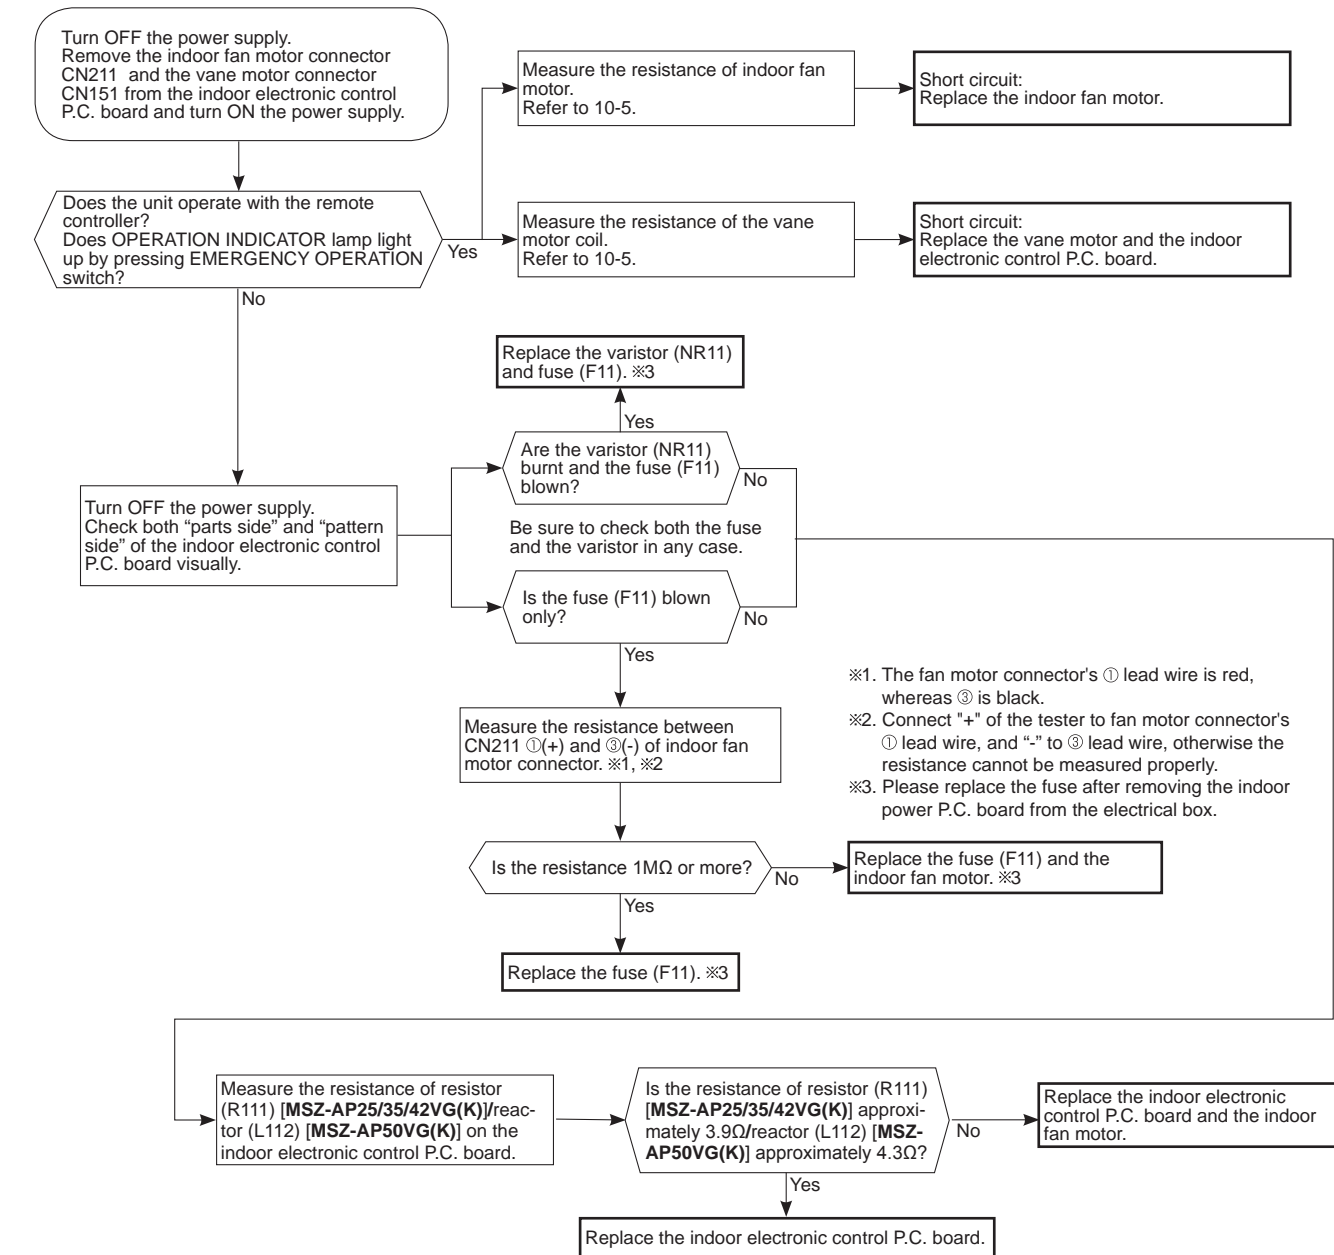 Turn OFF the power supply.
Remove the indoor fan motor connector
CN211  and the vane motor connector
CN151 from the indoor electronic control
P.C. board and turn ON the power supply.
Measure the resistance of indoor fan
motor.
Refer to 10-5.
Short circuit:
Replace the indoor fan motor.
Does the unit operate with the remote
controller?
Does OPERATION INDICATOR lamp light
up by pressing EMERGENCY OPERATION
switch?
Yes
Measure the resistance of the vane
motor coil.
Refer to 10-5.
Short circuit:
Replace the vane motor and the indoor
electronic control P.C. board.
No
Replace the varistor (NR11)
and fuse (F11). ※3
Yes
Are the varistor (NR11)
burnt and the fuse (F11)
blown?
No
Turn OFF the power supply.
Check both “parts side” and “pattern
side” of the indoor electronic control
P.C. board visually.
Be sure to check both the fuse
and the varistor in any case.
Is the fuse (F11) blown
only?
No
Yes
※1. The fan motor connector's ① lead wire is red,
whereas ③ is black.
※2. Connect "+" of the tester to fan motor connector's
① lead wire, and “-” to ③ lead wire, otherwise the
resistance cannot be measured properly.
※3. Please replace the fuse after removing the indoor
power P.C. board from the electrical box.
Measure the resistance between
CN211 ①(+) and ③(-) of indoor fan
motor connector. ※1, ※2
Is the resistance 1MΩ or more?
No
Replace the fuse (F11) and the
indoor fan motor. ※3
Yes
Replace the fuse (F11). ※3
Measure the resistance of resistor
(R111) [MSZ-AP25/35/42VG(K)]/reac-
tor (L112) [MSZ-AP50VG(K)] on the
indoor electronic control P.C. board.
Is the resistance of resistor (R111)
[MSZ-AP25/35/42VG(K)] approxi-
mately 3.9Ω/reactor (L112) [MSZ-
AP50VG(K)] approximately 4.3Ω?
No
Replace the indoor electronic
control P.C. board and the indoor
fan motor.
Yes
Replace the indoor electronic control P.C. board.